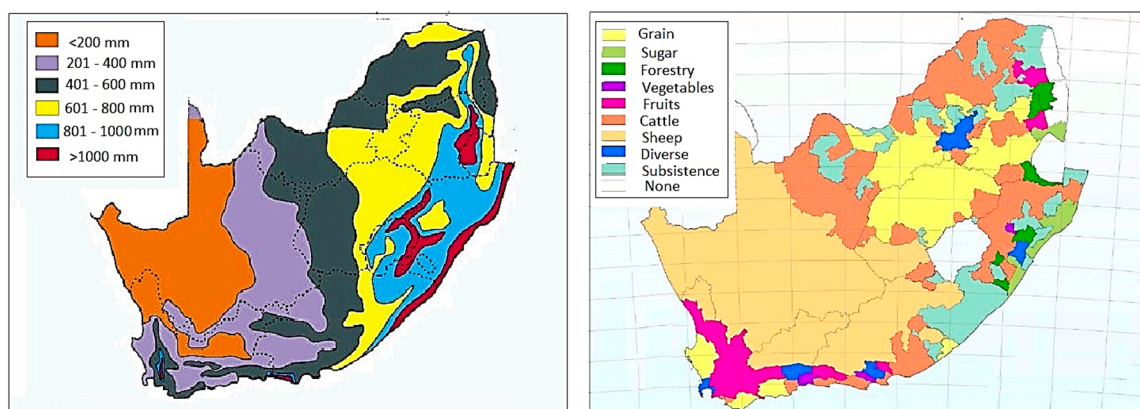 <200 mm
201 - 400 mm
401 - 600 mm
601 - 800 mm
801 - 1000 mm
>1000 mm
Grain
Sugar
Forestry
Vegetables
Fruits
Cattle
Sheep
Diverse
Subsistence
None